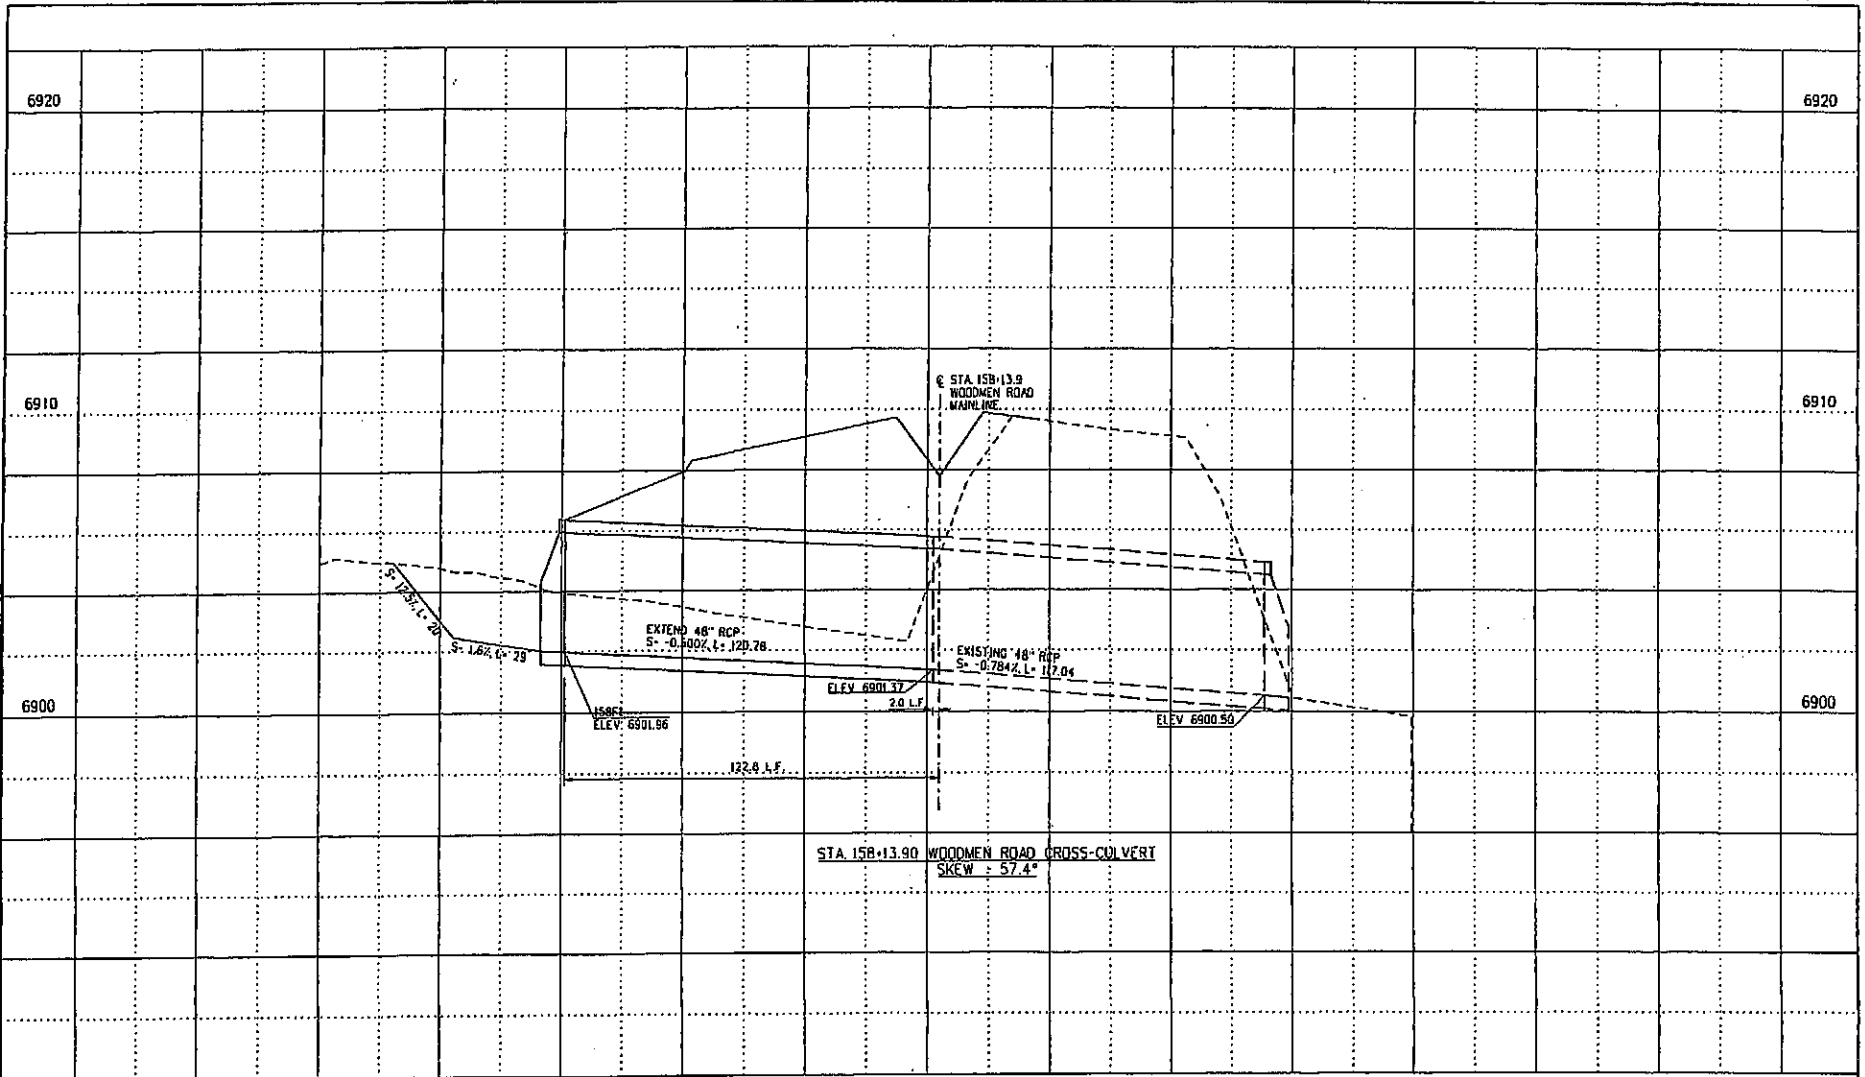 6920
6920
℄ STA. 158+13.9
WOODMEN ROAD
MAINLINE
6910
6910
S= 12.5%, L= 20
S= 1.6%, L= 29
EXTEND 48" RCP
S= -0.500%, L= 120.78
EXISTING 48" RCP
S= -0.784%, L= 117.04
ELEV 6901.37
2.0 L.F.
6900
6900
ELEV. 6901.96
ELEV 6900.50
122.8 L.F.
STA. 158+13.90 WOODMEN ROAD CROSS-CULVERT
SKEW = 57.4°